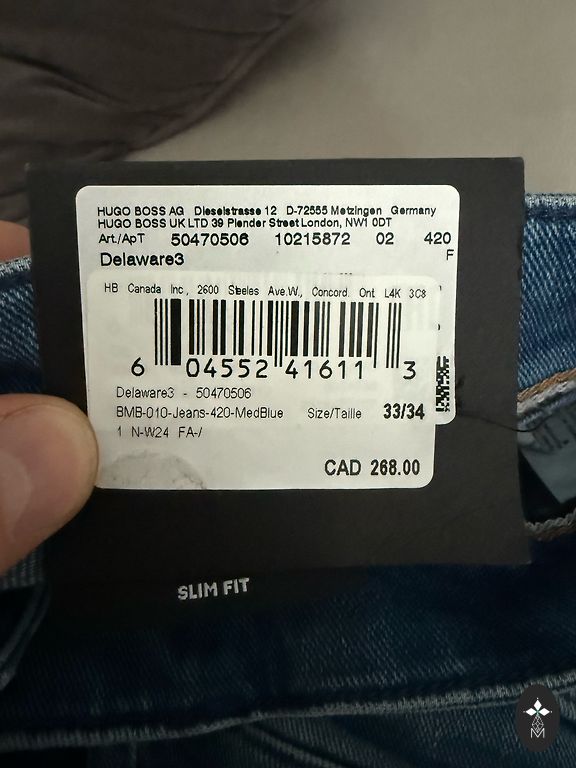 HUGO BOSS AG Dieselstrasse 12 D-72555 Metzingen Germany
HUGO BOSS UK LTD 39 Plender Street London, NW1 0DT
Art./ApT 50470506 10215872 02 420
Delaware3 F
HB Canada Inc., 2600 Steeles Ave.W., Concord. Ont L4K 3C8
6 04552 41611 3
Delaware3 - 50470506
BMB-010-Jeans-420-MedBlue Size/Taille 33/34
1 N-W24 FA-/
CAD 268.00
SLIM FIT
M